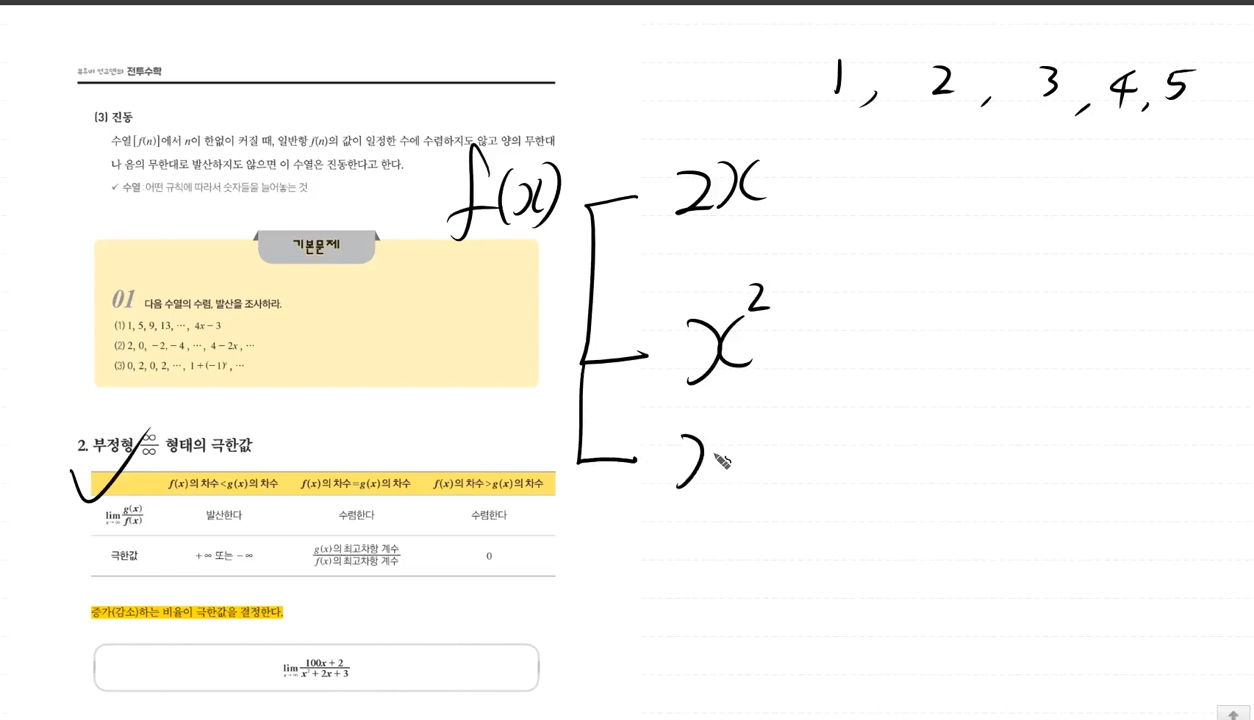 전투수학
(3) 진동
수열 [f(n)]에서 n이 한없이 커질 때, 일반항 f(n)의 값이 일정한 수에 수렴하지도 않고 양의 무한대
나 음의 무한대로 발산하지도 않으면 이 수열은 진동한다고 한다.
✓ 수열 : 어떤 규칙에 따라서 숫자들을 늘어놓는 것
기본문제
01 다음 수열의 수렴, 발산을 조사하라.
(1) 1, 5, 9, 13, ⋯, 4x-3
(2) 2, 0, -2, -4, ⋯, 4-2x, ⋯
(3) 0, 2, 0, 2, ⋯, 1+(-1)ˣ, ⋯
2. 부정형 ∞/∞ 형태의 극한값
f(x)의 차수<g(x)의 차수 f(x)의 차수=g(x)의 차수 f(x)의 차수>g(x)의 차수
lim x→∞ g(x)/f(x) 발산한다 수렴한다 수렴한다
극한값 +∞ 또는 -∞ g(x)의 최고차항 계수/f(x)의 최고차항 계수 0
증가(감소)하는 비율이 극한값을 결정한다.
lim x→∞ 100x+2/x²+2x+3
1, 2, 3, 4, 5
f(x)
2x
x²